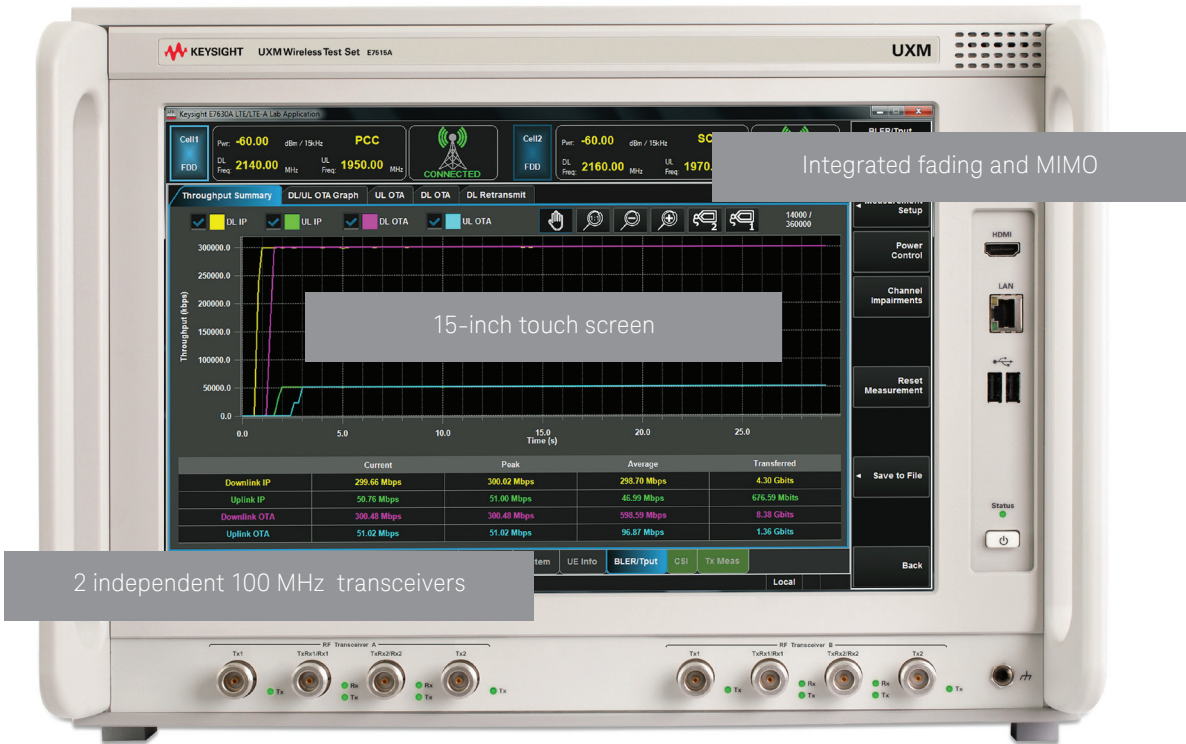 KEYSIGHT UXM Wireless Test Set E7515A
UXM
Keysight E7630A LTE/LTE-A Lab Application
Cell1
FDD
Pwr: -60.00 dBm / 15kHz PCC
DL Freq: 2140.00 MHz UL Freq: 1950.00 MHz
CONNECTED
Cell2
FDD
Pwr: -60.00 dBm / 15kHz
DL Freq: 2160.00 MHz UL Freq:
BLER/Tput
Integrated fading and MIMO
Measurement Setup
Throughput Summary DL/UL OTA Graph UL OTA DL OTA DL Retransmit
DL IP UL IP DL OTA UL OTA
1:1
2
1
14000 /
360000
Power
Control
Channel
Impairments
Reset
Measurement
Save to File
Back
Throughput (kbps)
300000.0
250000.0
200000.0
150000.0
100000.0
50000.0
0.0
0.0 5.0 10.0 15.0 20.0 25.0
Time (s)
15-inch touch screen
Current Peak Average Transferred
Downlink IP 299.66 Mbps 300.02 Mbps 298.70 Mbps 4.30 Gbits
Uplink IP 50.76 Mbps 51.00 Mbps 46.99 Mbps 676.59 Mbits
Downlink OTA 300.48 Mbps 300.48 Mbps 598.59 Mbps 8.38 Gbits
Uplink OTA 51.02 Mbps 51.02 Mbps 96.87 Mbps 1.36 Gbits
UE Info BLER/Tput CSI Tx Meas
Local
2 independent 100 MHz transceivers
HDMI
LAN
Status
RF Transceiver A
Tx1 TxRx1/Rx1 TxRx2/Rx2 Tx2
Tx Rx Tx Rx Tx Tx
RF Transceiver B
Tx1 TxRx1/Rx1 TxRx2/Rx2 Tx2
Tx Rx Tx Rx Tx Tx